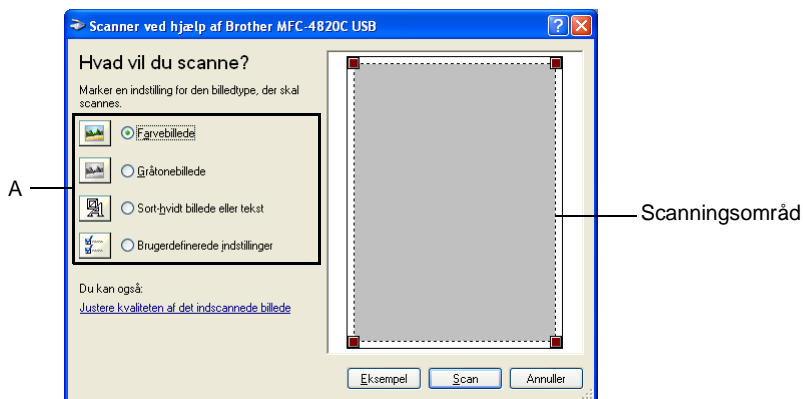 Scanner ved hjælp af Brother MFC-4820C USB
Hvad vil du scanne?
Marker en indstilling for den billedtype, der skal
scannes.
A
Farvebillede
Gråtonebillede
Sort-hvidt billede eller tekst
Brugerdefinerede indstillinger
Scanningsområd
Du kan også:
Justere kvaliteten af det indscannede billede
Eksempel
Scan
Annuller